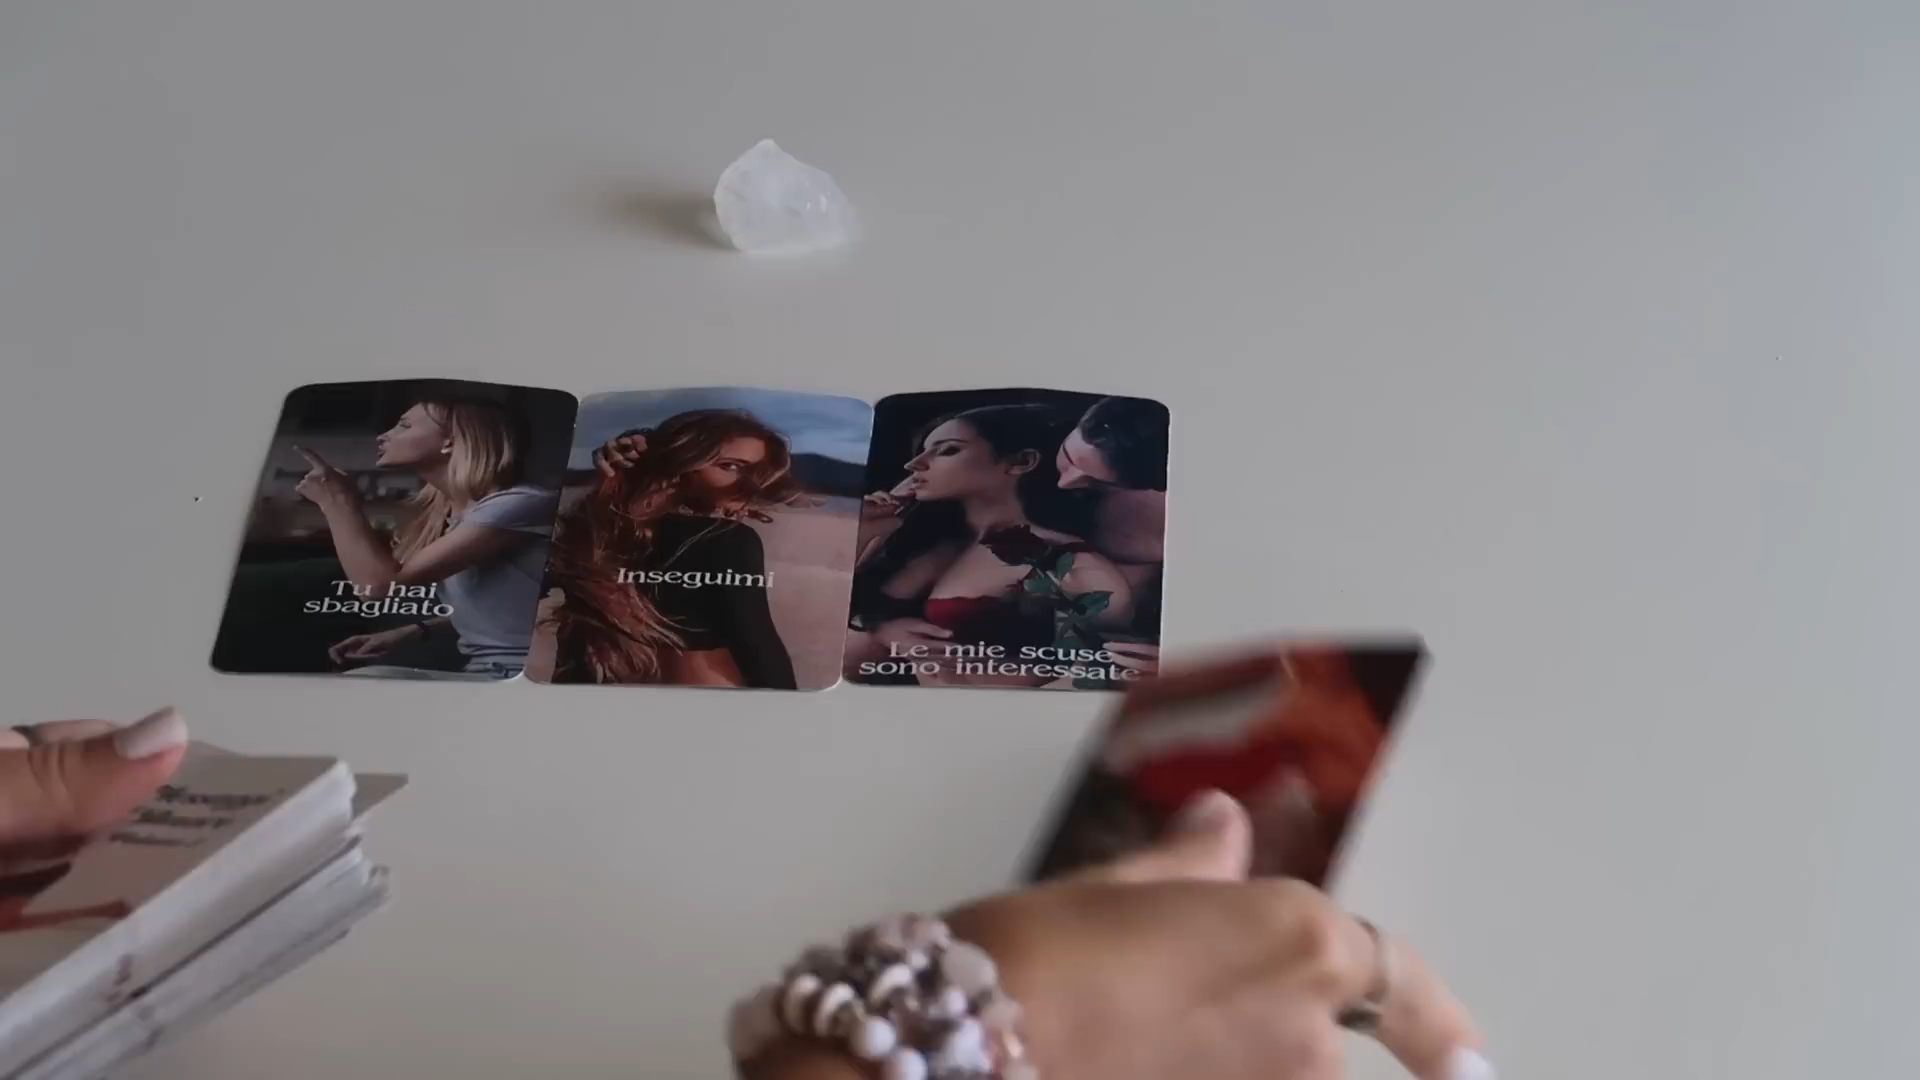 Tu hai
sbagliato
Inseguimi
Le mie scuse
sono interessate